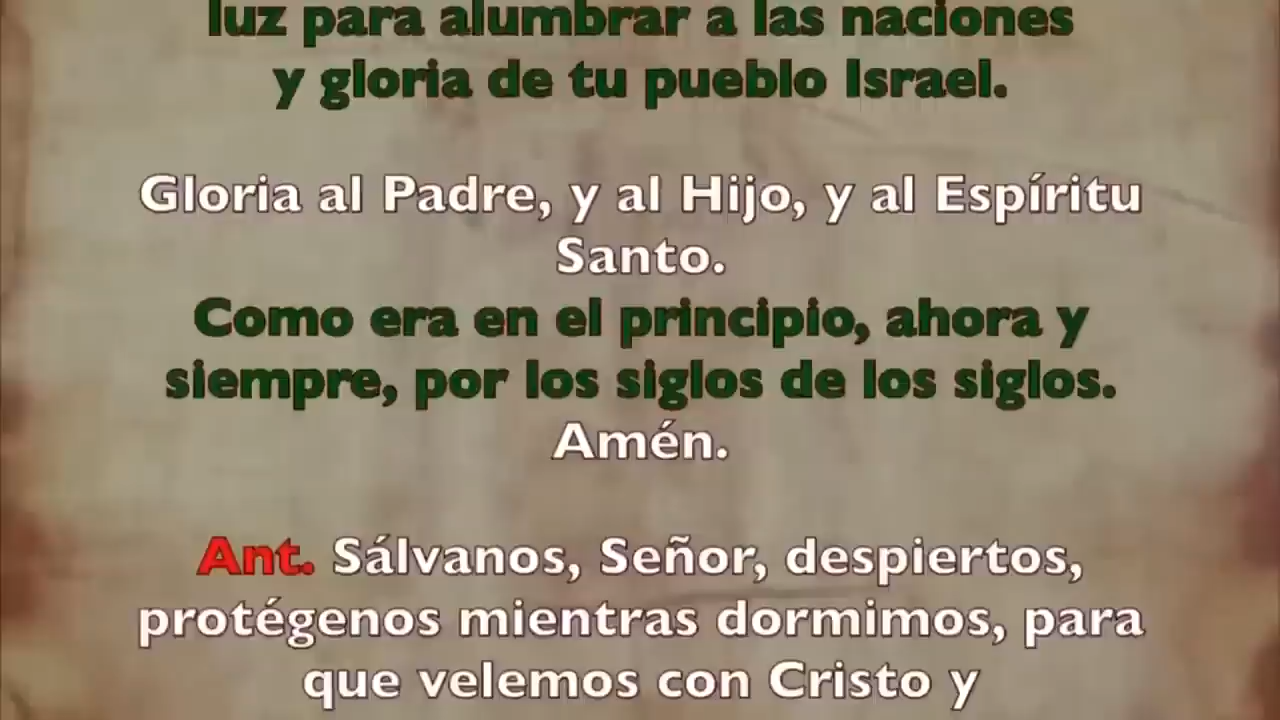 luz para alumbrar a las naciones
y gloria de tu pueblo Israel.
Gloria al Padre, y al Hijo, y al Espíritu
Santo.
Como era en el principio, ahora y
siempre, por los siglos de los siglos.
Amén.
Ant. Sálvanos, Señor, despiertos,
protégenos mientras dormimos, para
que velemos con Cristo y